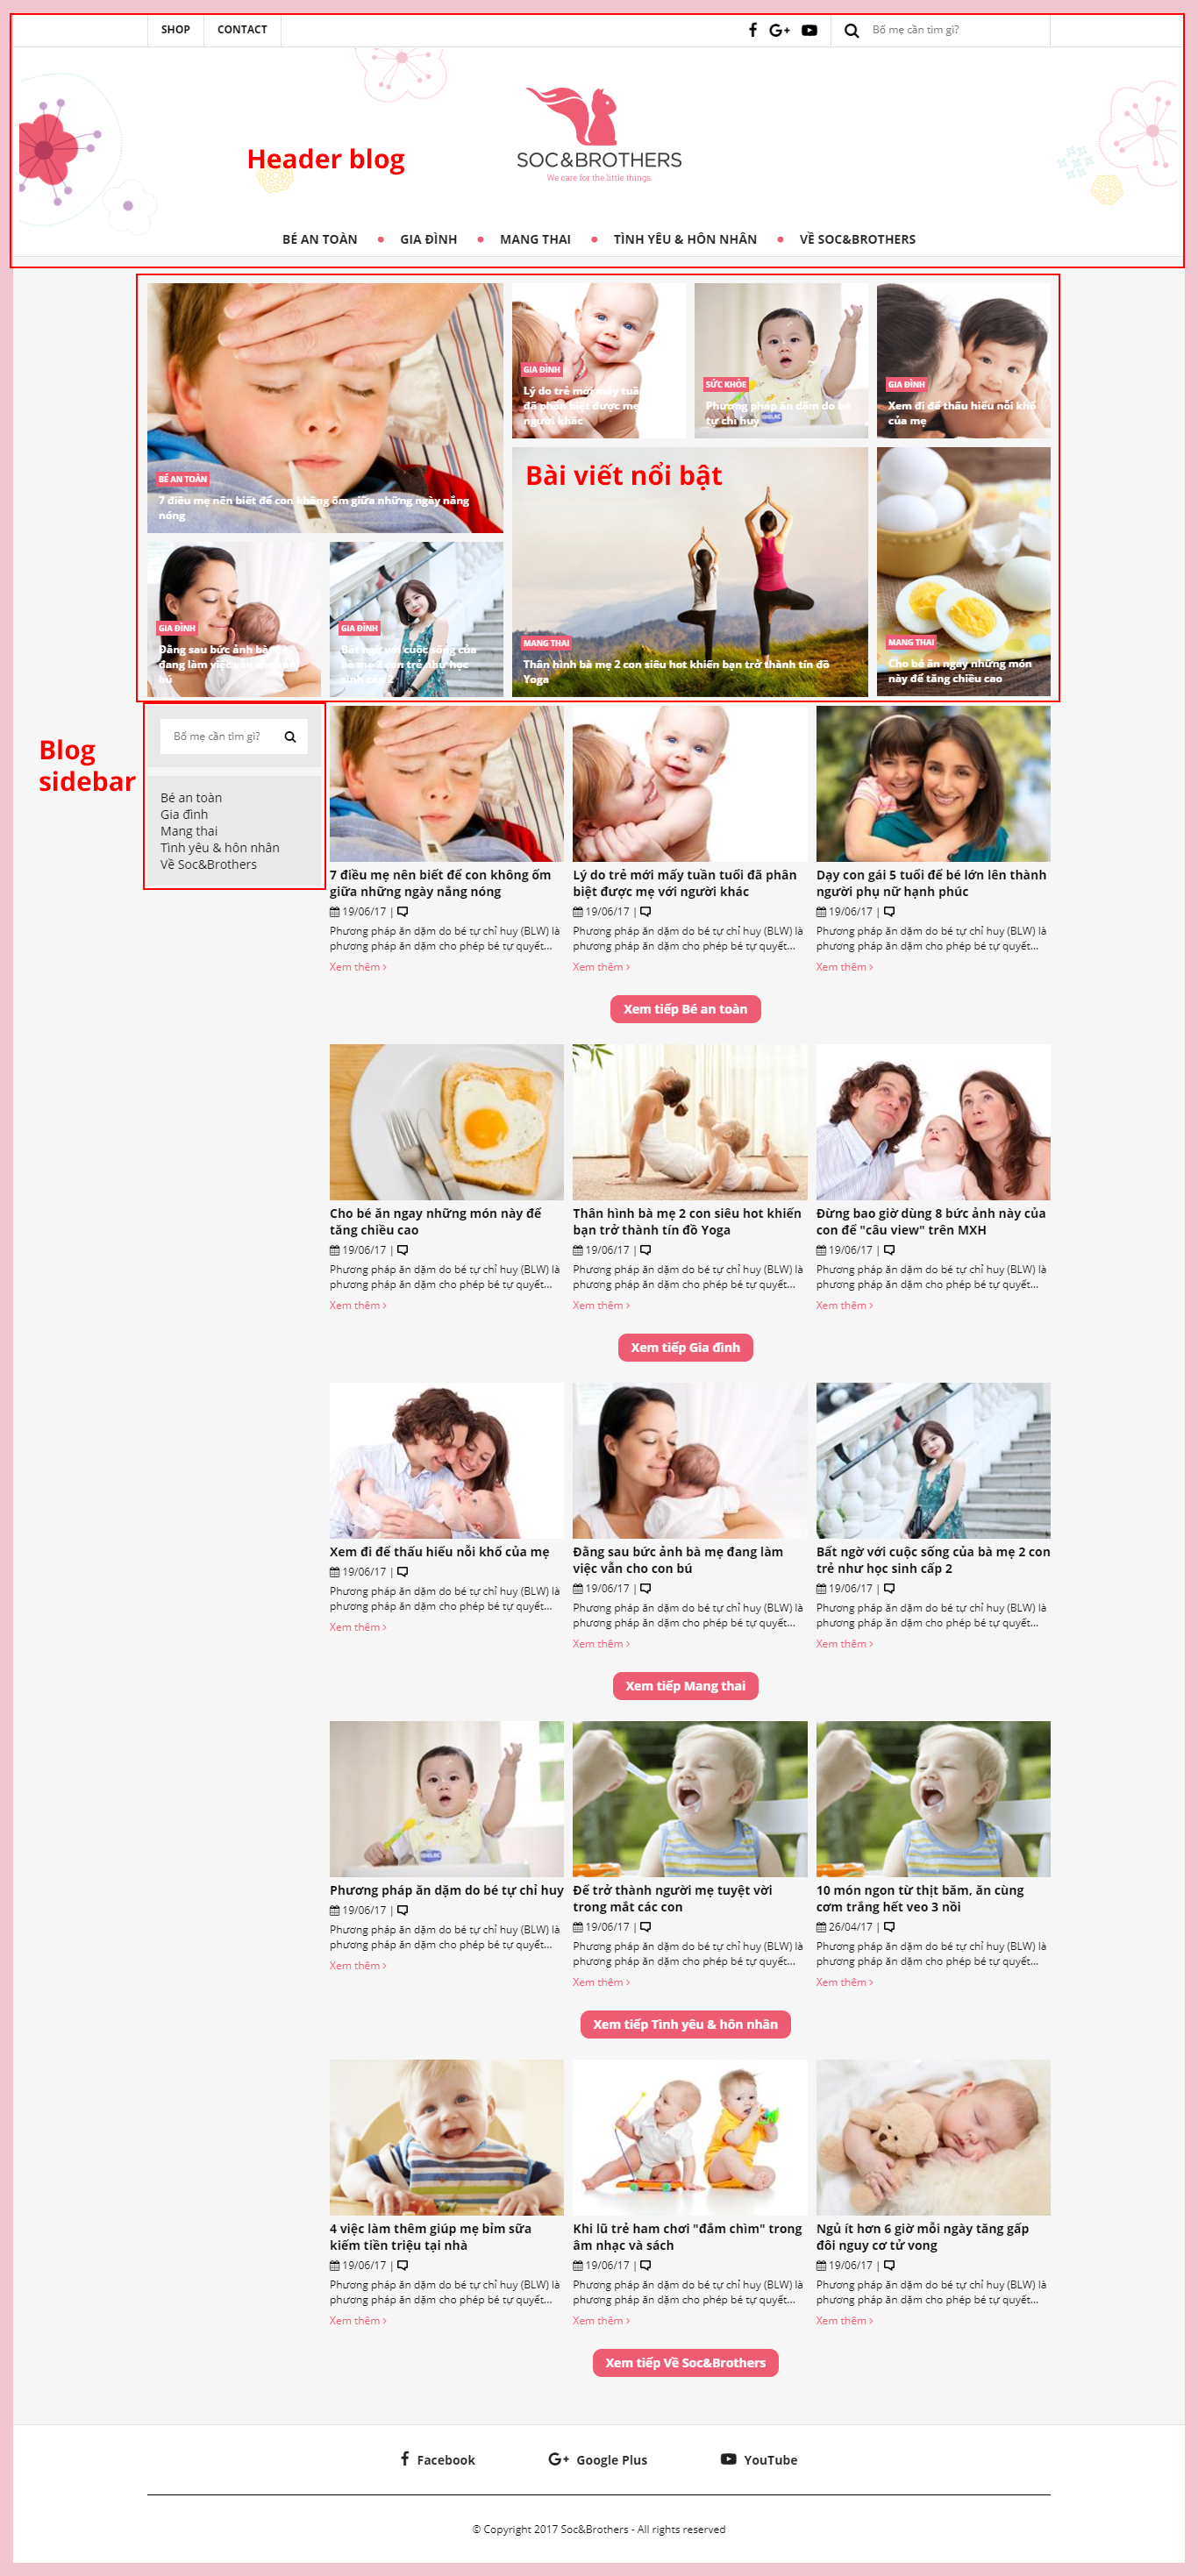 SHOP
CONTACT
Bố mẹ cần tìm gì?
Header blog
SOC&BROTHERS
We care for the little things.
BÉ AN TOÀN
GIA ĐÌNH
MANG THAI
TÌNH YÊU & HÔN NHÂN
VỀ SOC&BROTHERS
BÉ AN TOÀN
7 điều mẹ nên biết để con không ốm giữa những ngày nắng
nóng
GIA ĐÌNH
Lý do trẻ mới mấy tuần
đã phân biệt được mẹ
người khác
SỨC KHỎE
Phương pháp ăn dặm do bé
tự chỉ huy
GIA ĐÌNH
Xem đi để thấu hiểu nỗi khổ
của mẹ
Bài viết nổi bật
GIA ĐÌNH
Đằng sau bức ảnh bà mẹ
đang làm việc vẫn cho con
bú
GIA ĐÌNH
Bất ngờ với cuộc sống của
bà mẹ 2 con trẻ như học
sinh cấp 2
MANG THAI
Thân hình bà mẹ 2 con siêu hot khiến bạn trở thành tín đồ
Yoga
MANG THAI
Cho bé ăn ngay những món
này để tăng chiều cao
Blog
sidebar
Bố mẹ cần tìm gì?
Bé an toàn
Gia đình
Mang thai
Tình yêu & hôn nhân
Về Soc&Brothers
7 điều mẹ nên biết để con không ốm
giữa những ngày nắng nóng
19/06/17 |
Phương pháp ăn dặm do bé tự chỉ huy (BLW) là
phương pháp ăn dặm cho phép bé tự quyết...
Xem thêm
Lý do trẻ mới mấy tuần tuổi đã phân
biệt được mẹ với người khác
19/06/17 |
Phương pháp ăn dặm do bé tự chỉ huy (BLW) là
phương pháp ăn dặm cho phép bé tự quyết...
Xem thêm
Dạy con gái 5 tuổi để bé lớn lên thành
người phụ nữ hạnh phúc
19/06/17 |
Phương pháp ăn dặm do bé tự chỉ huy (BLW) là
phương pháp ăn dặm cho phép bé tự quyết...
Xem thêm
Xem tiếp Bé an toàn
Cho bé ăn ngay những món này để
tăng chiều cao
19/06/17 |
Phương pháp ăn dặm do bé tự chỉ huy (BLW) là
phương pháp ăn dặm cho phép bé tự quyết...
Xem thêm
Thân hình bà mẹ 2 con siêu hot khiến
bạn trở thành tín đồ Yoga
19/06/17 |
Phương pháp ăn dặm do bé tự chỉ huy (BLW) là
phương pháp ăn dặm cho phép bé tự quyết...
Xem thêm
Đừng bao giờ dùng 8 bức ảnh này của
con để "câu view" trên MXH
19/06/17 |
Phương pháp ăn dặm do bé tự chỉ huy (BLW) là
phương pháp ăn dặm cho phép bé tự quyết...
Xem thêm
Xem tiếp Gia đình
Xem đi để thấu hiểu nỗi khổ của mẹ
19/06/17 |
Phương pháp ăn dặm do bé tự chỉ huy (BLW) là
phương pháp ăn dặm cho phép bé tự quyết...
Xem thêm
Đằng sau bức ảnh bà mẹ đang làm
việc vẫn cho con bú
19/06/17 |
Phương pháp ăn dặm do bé tự chỉ huy (BLW) là
phương pháp ăn dặm cho phép bé tự quyết...
Xem thêm
Bất ngờ với cuộc sống của bà mẹ 2 con
trẻ như học sinh cấp 2
19/06/17 |
Phương pháp ăn dặm do bé tự chỉ huy (BLW) là
phương pháp ăn dặm cho phép bé tự quyết...
Xem thêm
Xem tiếp Mang thai
Phương pháp ăn dặm do bé tự chỉ huy
19/06/17 |
Phương pháp ăn dặm do bé tự chỉ huy (BLW) là
phương pháp ăn dặm cho phép bé tự quyết...
Xem thêm
Để trở thành người mẹ tuyệt vời
trong mắt các con
19/06/17 |
Phương pháp ăn dặm do bé tự chỉ huy (BLW) là
phương pháp ăn dặm cho phép bé tự quyết...
Xem thêm
10 món ngon từ thịt băm, ăn cùng
cơm trắng hết veo 3 nồi
26/04/17 |
Phương pháp ăn dặm do bé tự chỉ huy (BLW) là
phương pháp ăn dặm cho phép bé tự quyết...
Xem thêm
Xem tiếp Tình yêu & hôn nhân
4 việc làm thêm giúp mẹ bỉm sữa
kiếm tiền triệu tại nhà
19/06/17 |
Phương pháp ăn dặm do bé tự chỉ huy (BLW) là
phương pháp ăn dặm cho phép bé tự quyết...
Xem thêm
Khi lũ trẻ ham chơi "đắm chìm" trong
âm nhạc và sách
19/06/17 |
Phương pháp ăn dặm do bé tự chỉ huy (BLW) là
phương pháp ăn dặm cho phép bé tự quyết...
Xem thêm
Ngủ ít hơn 6 giờ mỗi ngày tăng gấp
đôi nguy cơ tử vong
19/06/17 |
Phương pháp ăn dặm do bé tự chỉ huy (BLW) là
phương pháp ăn dặm cho phép bé tự quyết...
Xem thêm
Xem tiếp Về Soc&Brothers
Facebook
Google Plus
YouTube
© Copyright 2017 Soc&Brothers - All rights reserved